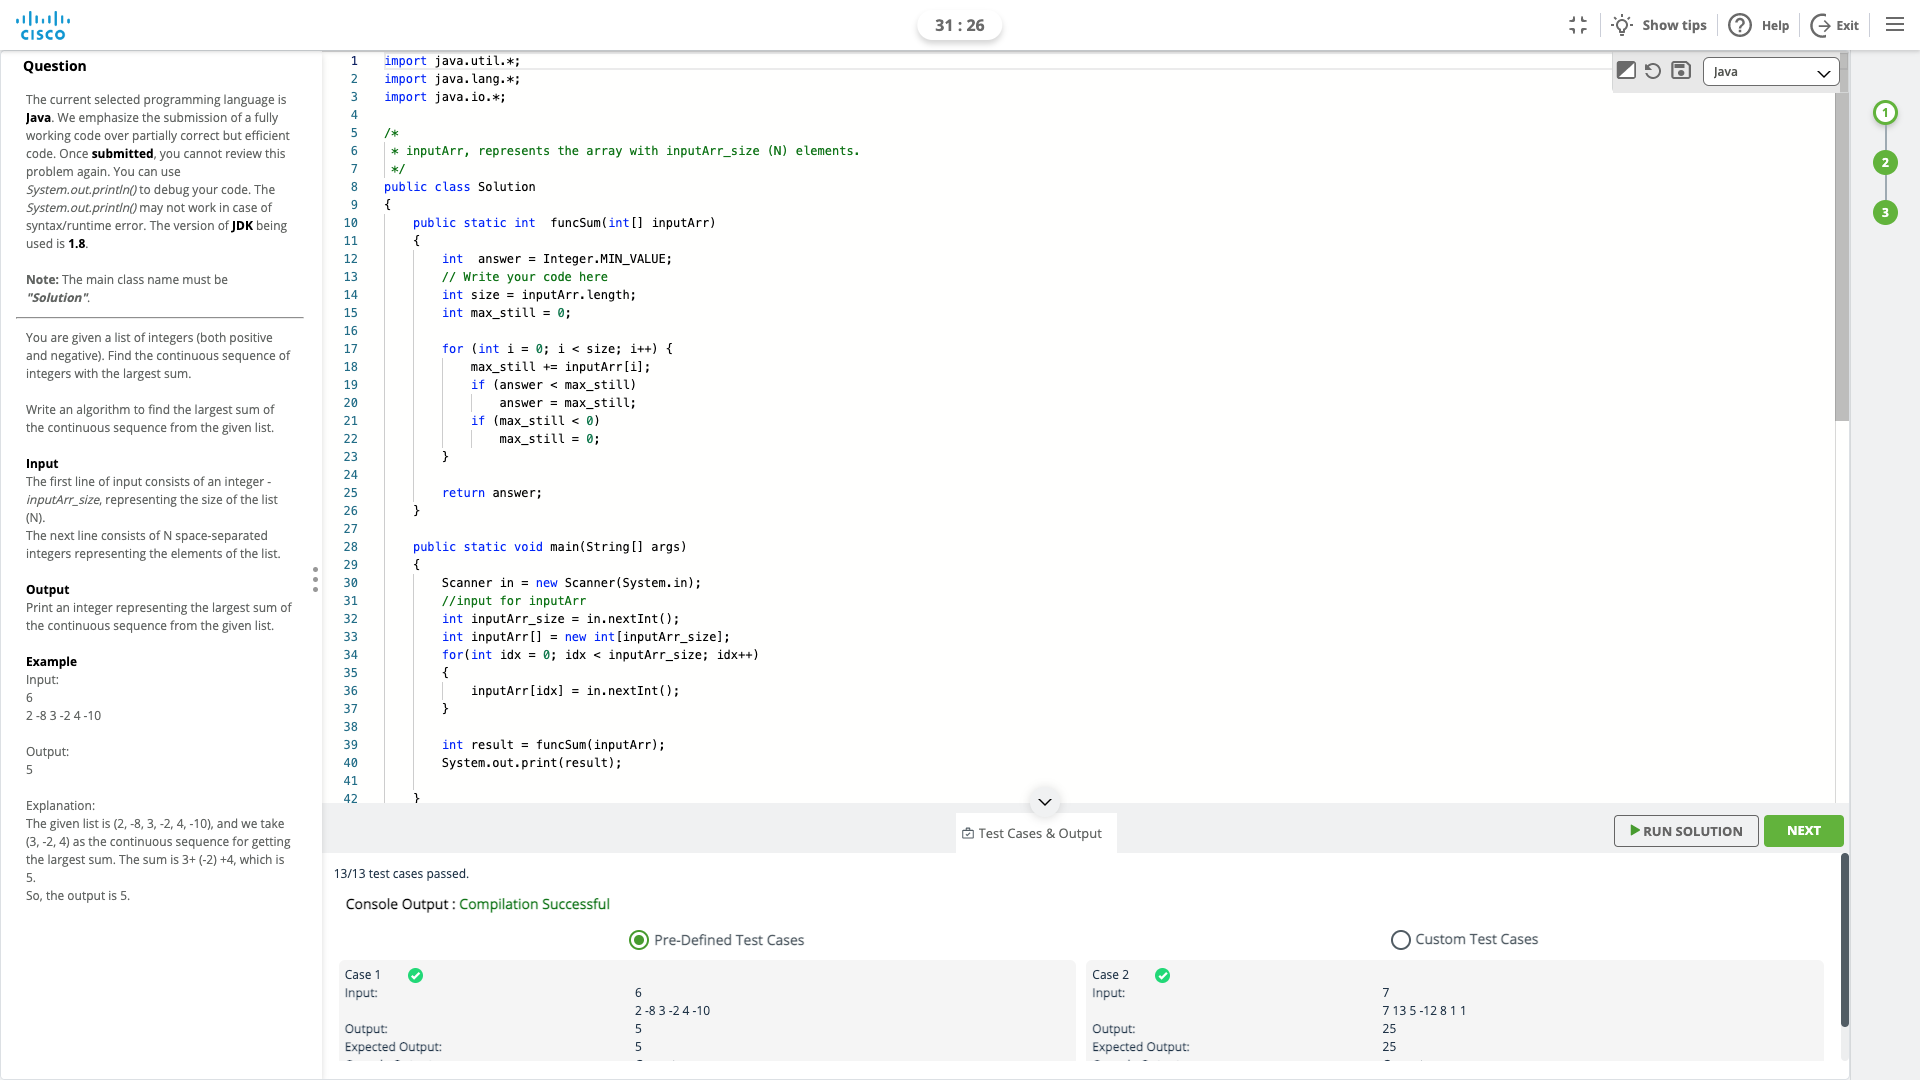 CISCO
31 : 26
Show tips
Help
Exit
Question
The current selected programming language is
Java. We emphasize the submission of a fully
working code over partially correct but efficient
code. Once submitted, you cannot review this
problem again. You can use
System.out.println() to debug your code. The
System.out.println() may not work in case of
syntax/runtime error. The version of JDK being
used is 1.8.
Note: The main class name must be
"Solution".
You are given a list of integers (both positive
and negative). Find the continuous sequence of
integers with the largest sum.
Write an algorithm to find the largest sum of
the continuous sequence from the given list.
Input
The first line of input consists of an integer -
inputArr_size, representing the size of the list
(N).
The next line consists of N space-separated
integers representing the elements of the list.
Output
Print an integer representing the largest sum of
the continuous sequence from the given list.
Example
Input:
6
2 -8 3 -2 4 -10
Output:
5
Explanation:
The given list is (2, -8, 3, -2, 4, -10), and we take
(3, -2, 4) as the continuous sequence for getting
the largest sum. The sum is 3+ (-2) +4, which is
5.
So, the output is 5.
1 import java.util.*;
2 import java.lang.*;
3 import java.io.*;
4
5 /*
6 * inputArr, represents the array with inputArr_size (N) elements.
7 */
8 public class Solution
9 {
10 public static int  funcSum(int[] inputArr)
11 {
12 int  answer = Integer.MIN_VALUE;
13 // Write your code here
14 int size = inputArr.length;
15 int max_still = 0;
16
17 for (int i = 0; i < size; i++) {
18 max_still += inputArr[i];
19 if (answer < max_still)
20 answer = max_still;
21 if (max_still < 0)
22 max_still = 0;
23 }
24
25 return answer;
26 }
27
28 public static void main(String[] args)
29 {
30 Scanner in = new Scanner(System.in);
31 //input for inputArr
32 int inputArr_size = in.nextInt();
33 int inputArr[] = new int[inputArr_size];
34 for(int idx = 0; idx < inputArr_size; idx++)
35 {
36 inputArr[idx] = in.nextInt();
37 }
38
39 int result = funcSum(inputArr);
40 System.out.print(result);
41
42 }
Java
1
2
3
Test Cases & Output
RUN SOLUTION
NEXT
13/13 test cases passed.
Console Output : Compilation Successful
Pre-Defined Test Cases
Custom Test Cases
Case 1
Input:
6
2 -8 3 -2 4 -10
Output:
5
Expected Output:
5
Case 2
Input:
7
7 13 5 -12 8 1 1
Output:
25
Expected Output:
25